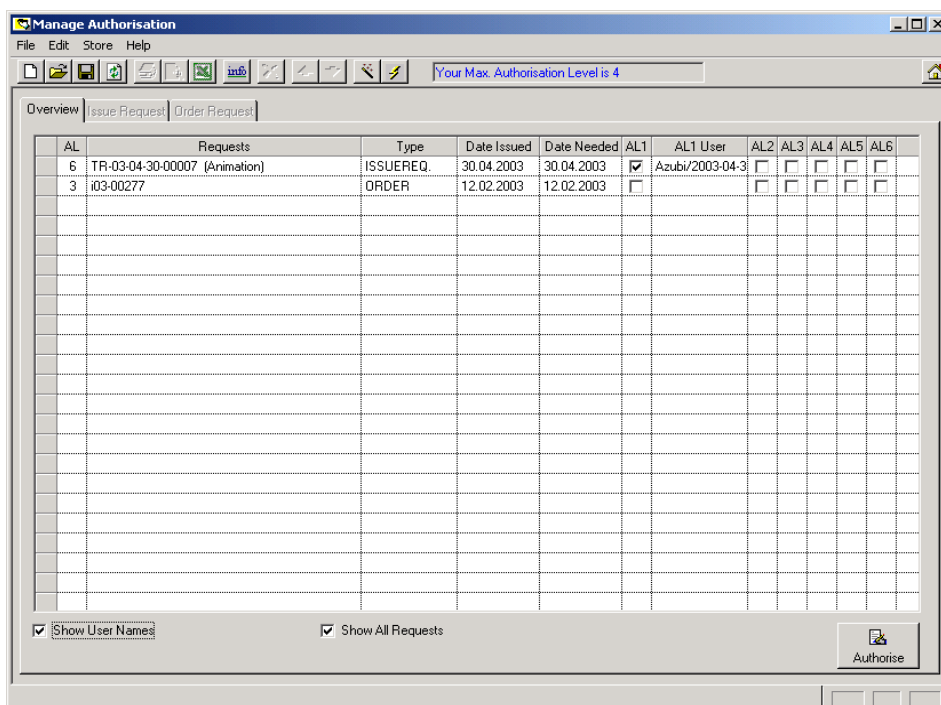 Manage Authorisation
File Edit Store Help
info Your Max. Authorisation Level is 4
Overview Issue Request Order Request
AL Requests Type Date Issued Date Needed AL1 AL1 User AL2 AL3 AL4 AL5 AL6
6 TR-03-04-30-00007 (Animation) ISSUEREQ. 30.04.2003 30.04.2003 Azubi/2003-04-3
3 i03-00277 ORDER 12.02.2003 12.02.2003
Show User Names Show All Requests
Authorise